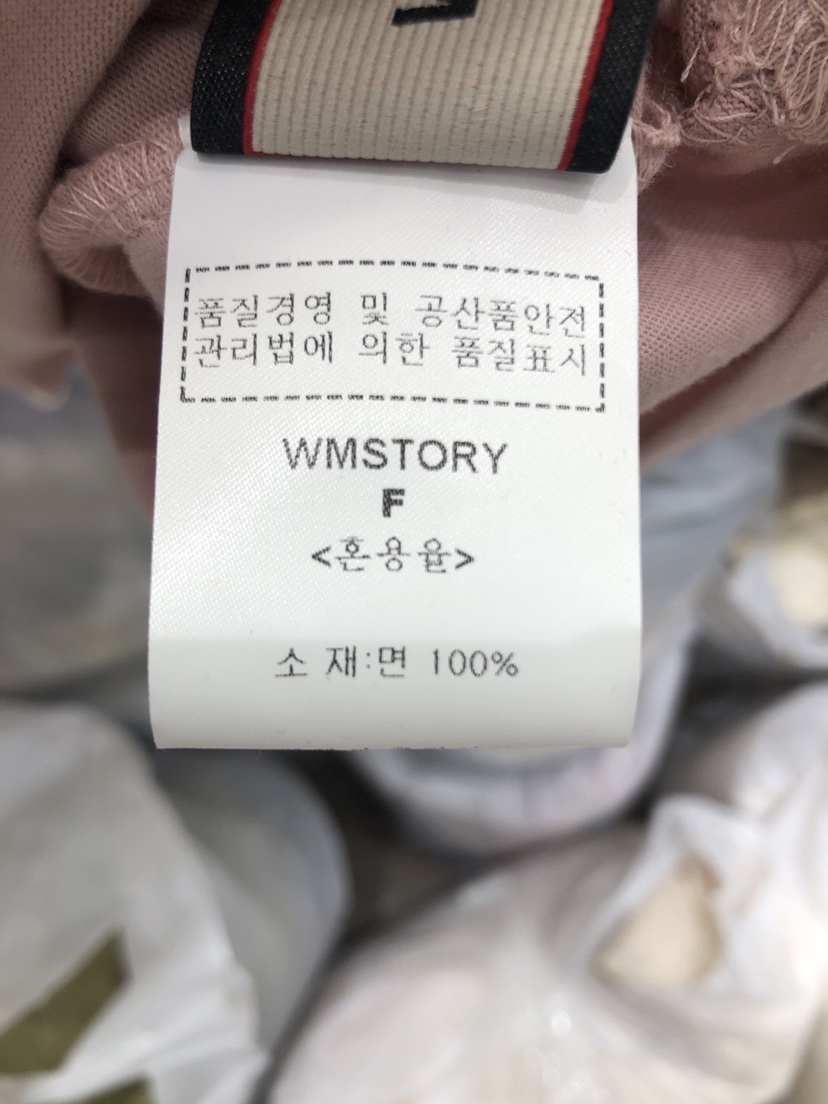 품질경영 및 공산품안전
관리법에 의한 품질表시
WMSTORY
F
<혼용율>
소 재:면 100%